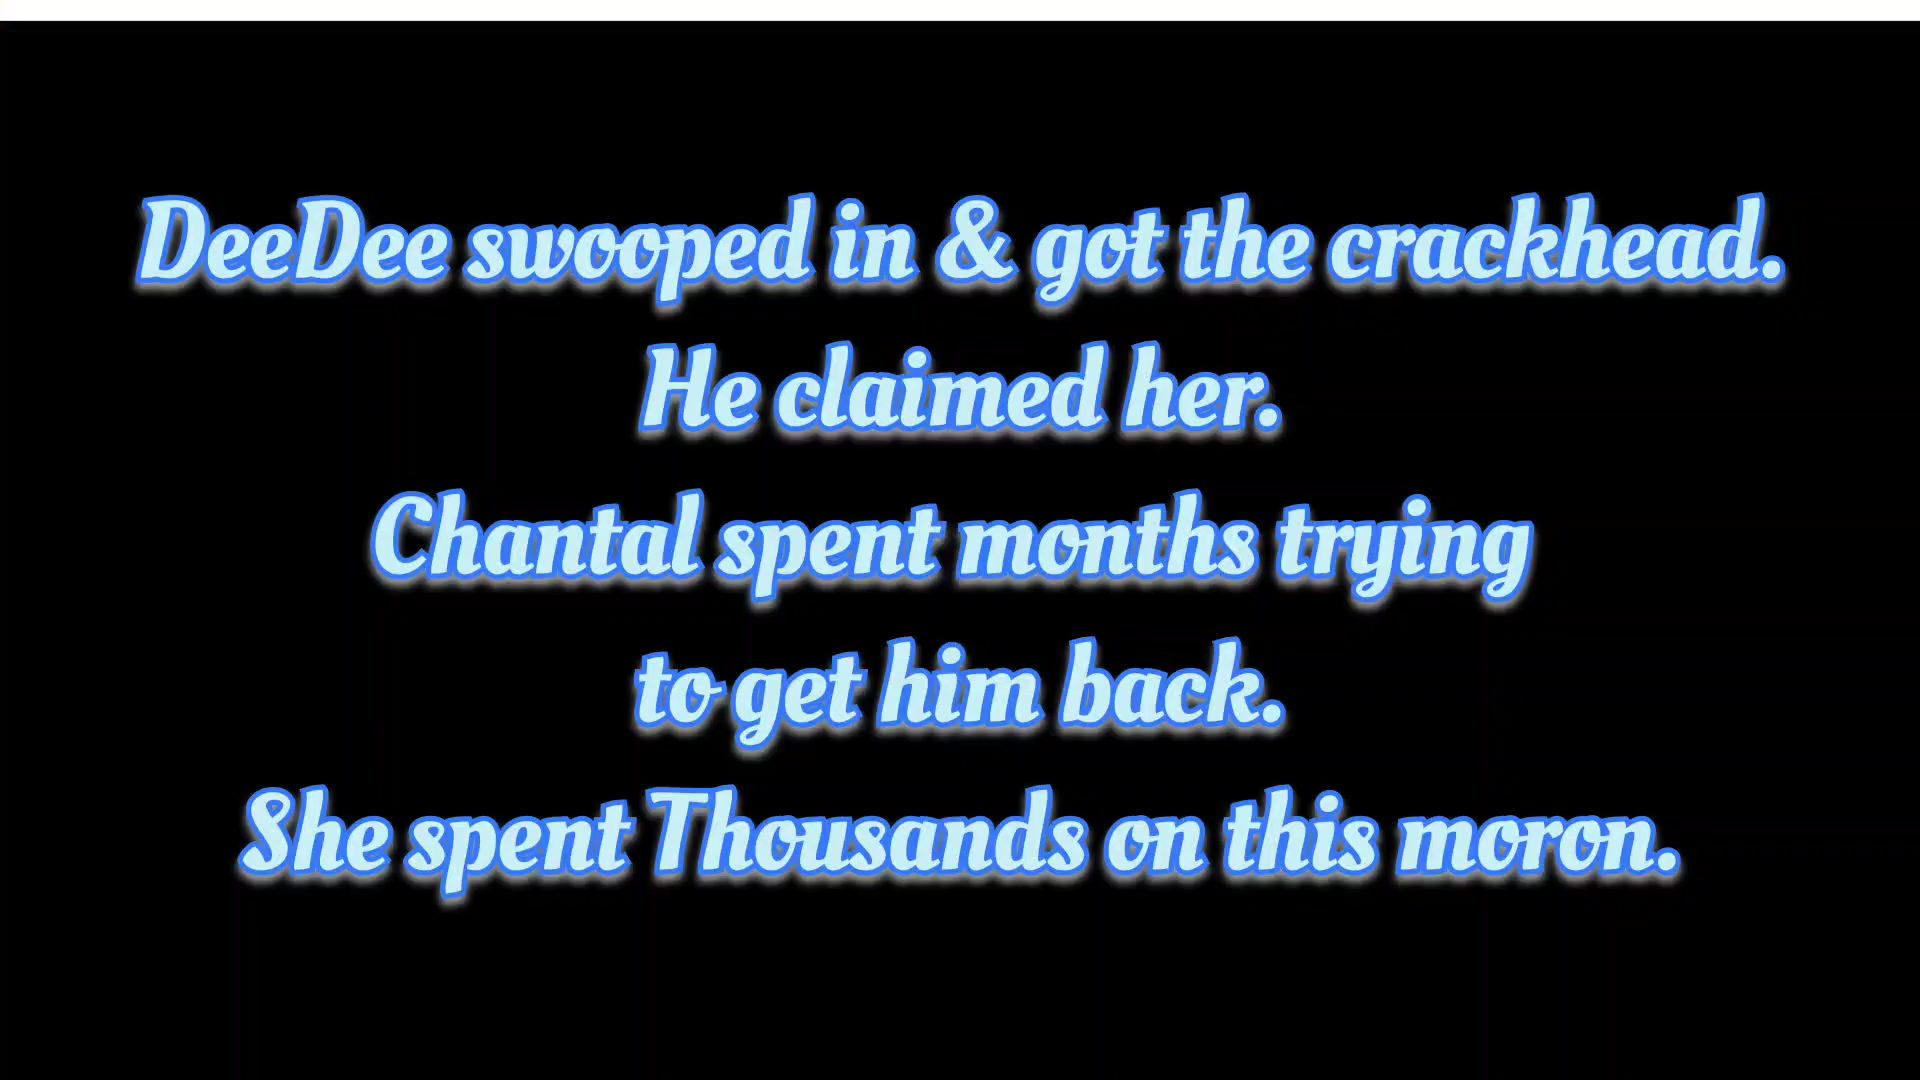 DeeDee swooped in & got the crackhead.
He claimed her.
Chantal spent months trying
to get him back.
She spent Thousands on this moron.